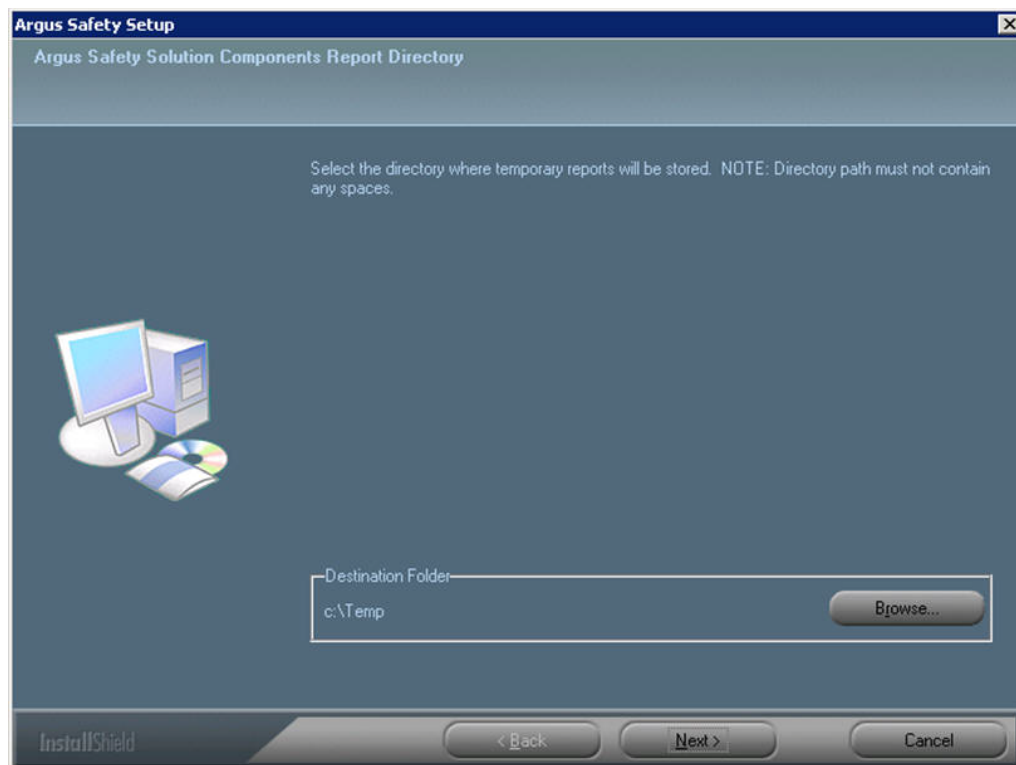 Argus Safety Setup
Argus Safety Solution Components Report Directory
Select the directory where temporary reports will be stored. NOTE: Directory path must not contain
any spaces.
Destination Folder
c:\Temp
Browse...
InstallShield
< Back
Next >
Cancel